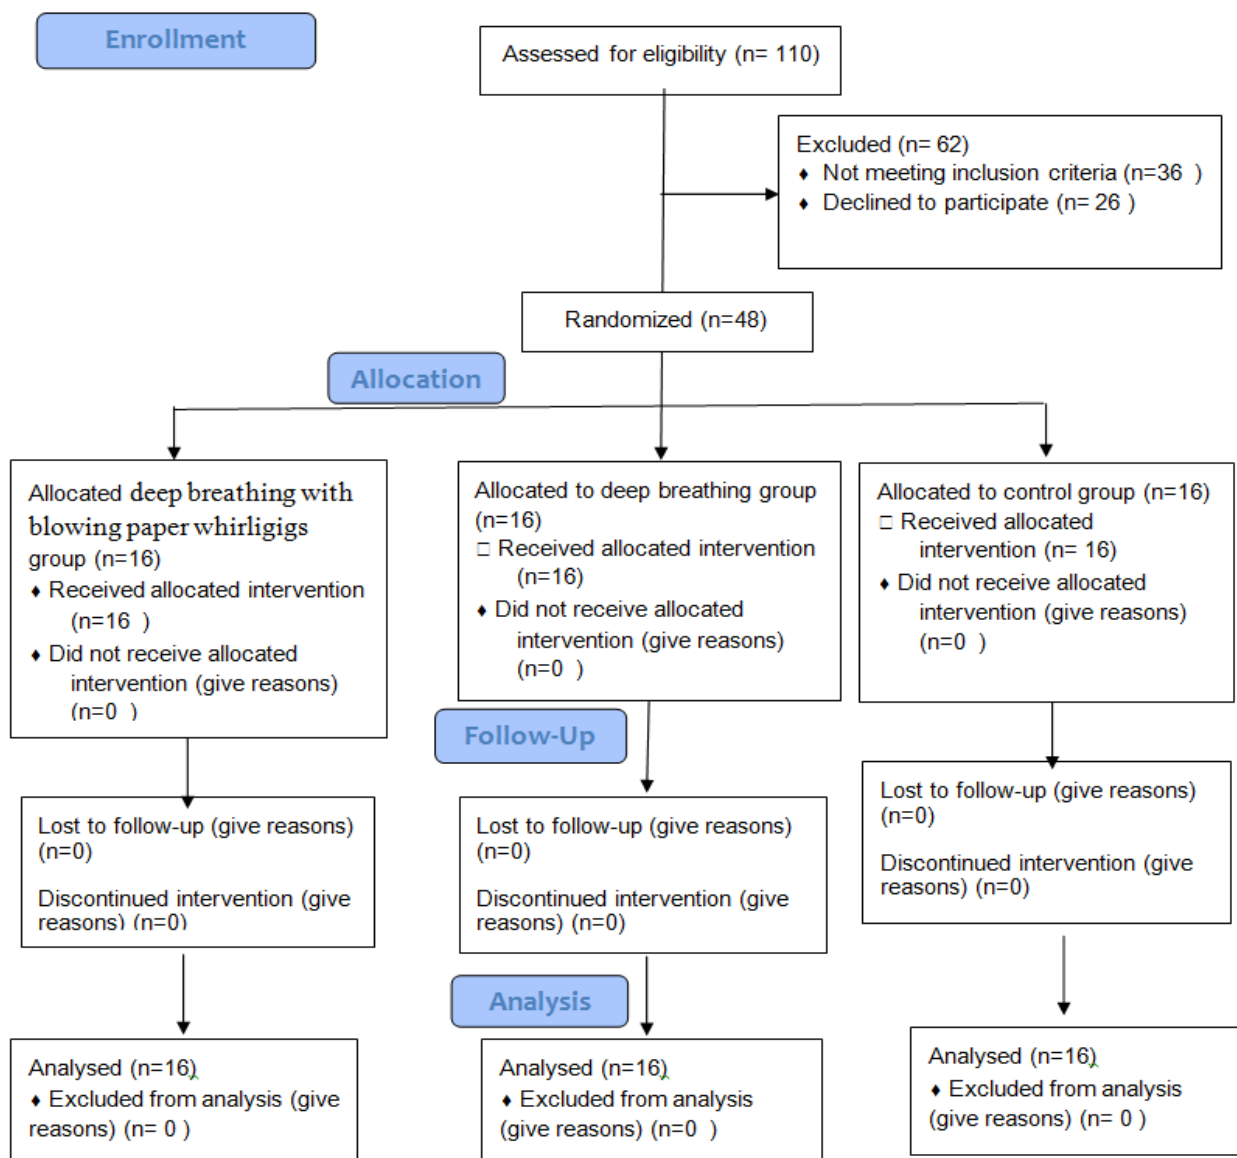 Enrollment
Assessed for eligibility (n= 110)
Excluded (n= 62)
♦ Not meeting inclusion criteria (n=36 )
♦ Declined to participate (n= 26 )
Randomized (n=48)
Allocation
Allocated deep breathing with
blowing paper whirligigs
group (n=16)
♦ Received allocated intervention
(n=16 )
♦ Did not receive allocated
intervention (give reasons)
(n=0 )
Allocated to deep breathing group
(n=16)
□ Received allocated intervention
(n=16)
♦ Did not receive allocated
intervention (give reasons)
(n=0 )
Allocated to control group (n=16)
□ Received allocated
intervention (n= 16)
♦ Did not receive allocated
intervention (give reasons)
(n=0 )
Follow-Up
Lost to follow-up (give reasons)
(n=0)
Discontinued intervention (give
reasons) (n=0)
Lost to follow-up (give reasons)
(n=0)
Discontinued intervention (give
reasons) (n=0)
Lost to follow-up (give reasons)
(n=0)
Discontinued intervention (give
reasons) (n=0)
Analysis
Analysed (n=16)
♦ Excluded from analysis (give
reasons) (n= 0 )
Analysed (n=16)
♦ Excluded from analysis
(give reasons) (n=0 )
Analysed (n=16)
♦ Excluded from analysis
(give reasons) (n= 0 )